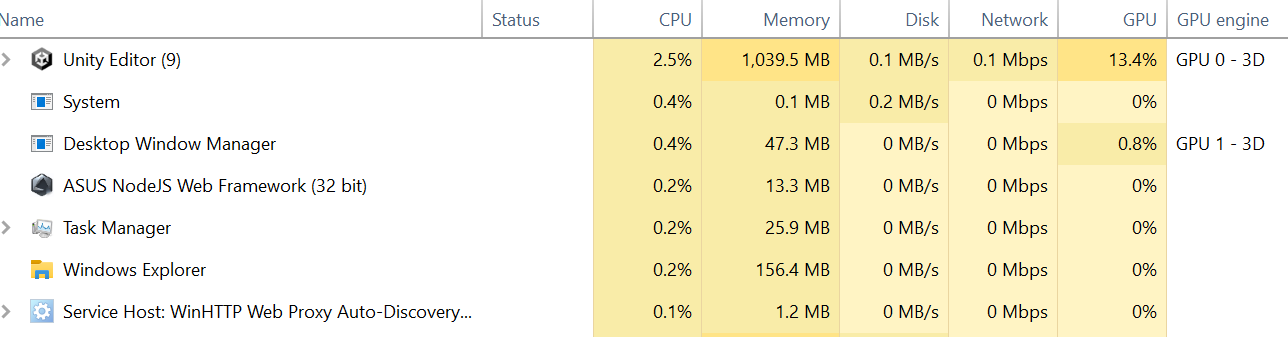 Name Status CPU Memory Disk Network GPU GPU engine
Unity Editor (9) 2.5% 1,039.5 MB 0.1 MB/s 0.1 Mbps 13.4% GPU 0 - 3D
System 0.4% 0.1 MB 0.2 MB/s 0 Mbps 0%
Desktop Window Manager 0.4% 47.3 MB 0 MB/s 0 Mbps 0.8% GPU 1 - 3D
ASUS NodeJS Web Framework (32 bit) 0.2% 13.3 MB 0 MB/s 0 Mbps 0%
Task Manager 0.2% 25.9 MB 0 MB/s 0 Mbps 0%
Windows Explorer 0.2% 156.4 MB 0 MB/s 0 Mbps 0%
Service Host: WinHTTP Web Proxy Auto-Discovery... 0.1% 1.2 MB 0 MB/s 0 Mbps 0%